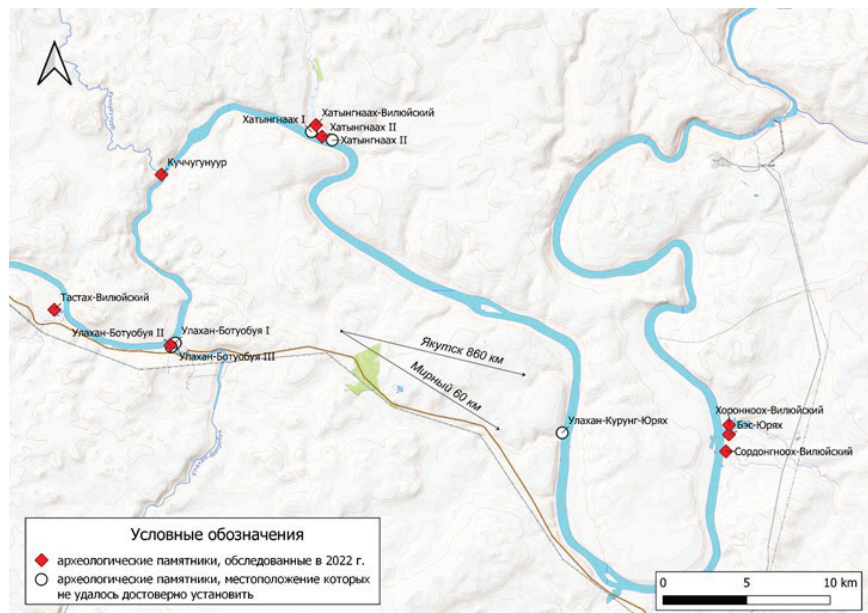 Хатынгнаах-Вилюйский
Хатынгнаах I
Хатынгнаах II
Хатынгнаах II
Куччугунуур
Тастах-Вилюйский
Улахан-Ботуобуя II
Улахан-Ботуобуя I
Улахан-Ботуобуя III
Якутск 860 км
Мирный 60 км
Улахан-Курунг-Юрях
Хоронноох-Вилюйский
Бэс-Юрях
Сордонгноох-Вилюйский
Условные обозначения
археологические памятники, обследованные в 2022 г.
археологические памятники, местоположение которых
не удалось достоверно установить
0 5 10 км